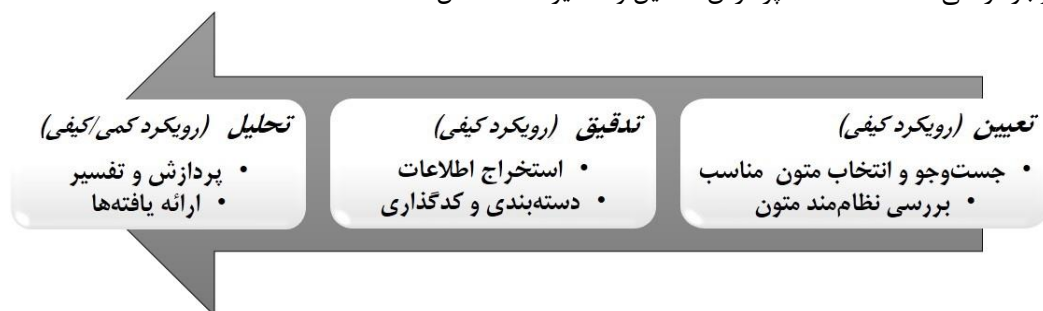 تعیین (رویکرد کیفی)
• جست‌وجو و انتخاب متون مناسب
• بررسی نظام‌مند متون
تدقیق (رویکرد کیفی)
• استخراج اطلاعات
• دسته‌بندی و کدگذاری
تحلیل (رویکرد کمی/کیفی)
• پردازش و تفسیر
• ارائه یافته‌ها